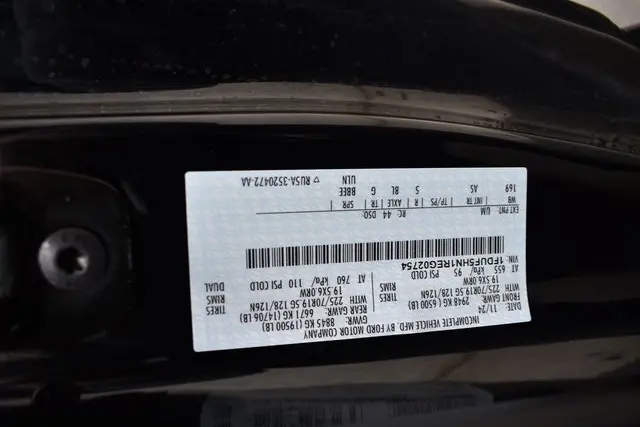 INCOMPLETE VEHICLE MFD. BY FORD MOTOR COMPANY
DATE: 11/24 GVWR: 8845 KG (19500 LB)
FRONT GAWR: 2948 KG (6500 LB) REAR GAWR: 6671 KG (14706 LB)
WITH 225/70R19.5G 128/126N TIRES WITH 225/70R19.5G 128/126N TIRES
19.5X6.0RW RIMS 19.5X6.0RW RIMS
AT 655 kPa/ 95 PSI COLD AT 760 kPa/ 110 PSI COLD DUAL
VIN: 1FDUF5HN1REG02754
EXT PNT: UM RC: 44 DSO:
WB INT TR TP/PS R AXLE TR SPR
169 AS 5 8L G BBEE
ULN
▽ RU5A-3520472-AA